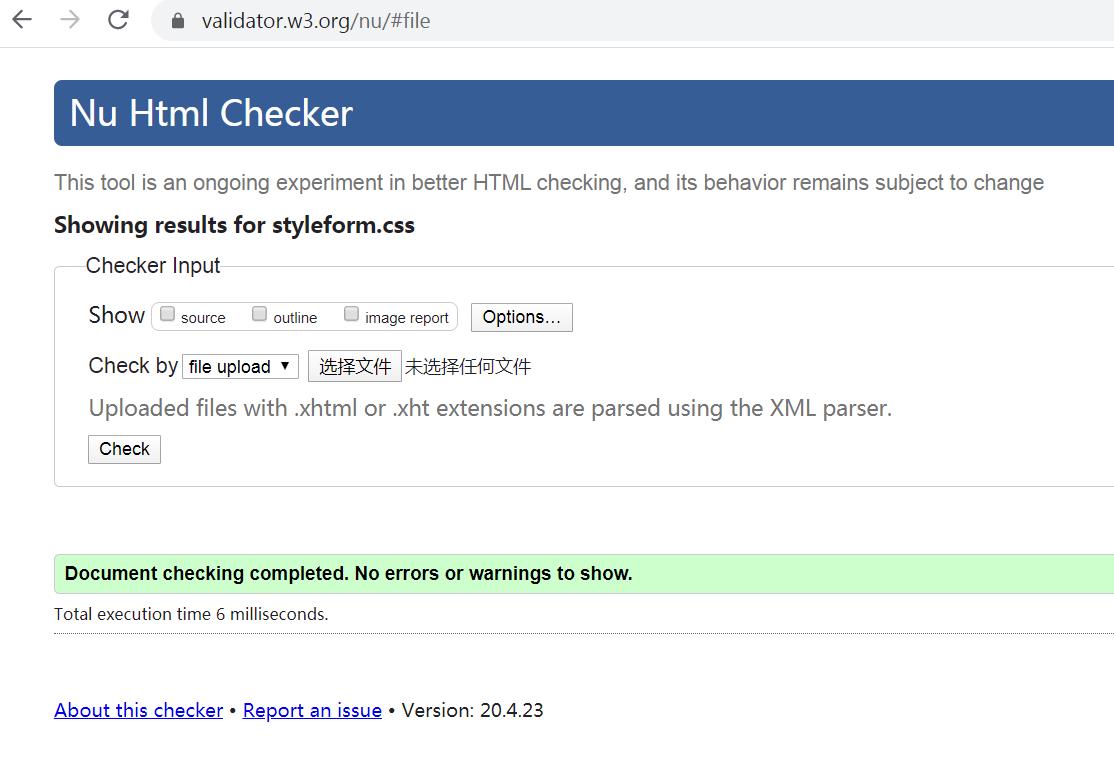 validator.w3.org/nu/#file
Nu Html Checker
This tool is an ongoing experiment in better HTML checking, and its behavior remains subject to change
Showing results for styleform.css
Checker Input
Show source outline image report Options...
Check by file upload 选择文件 未选择任何文件
Uploaded files with .xhtml or .xht extensions are parsed using the XML parser.
Check
Document checking completed. No errors or warnings to show.
Total execution time 6 milliseconds.
About this checker • Report an issue • Version: 20.4.23